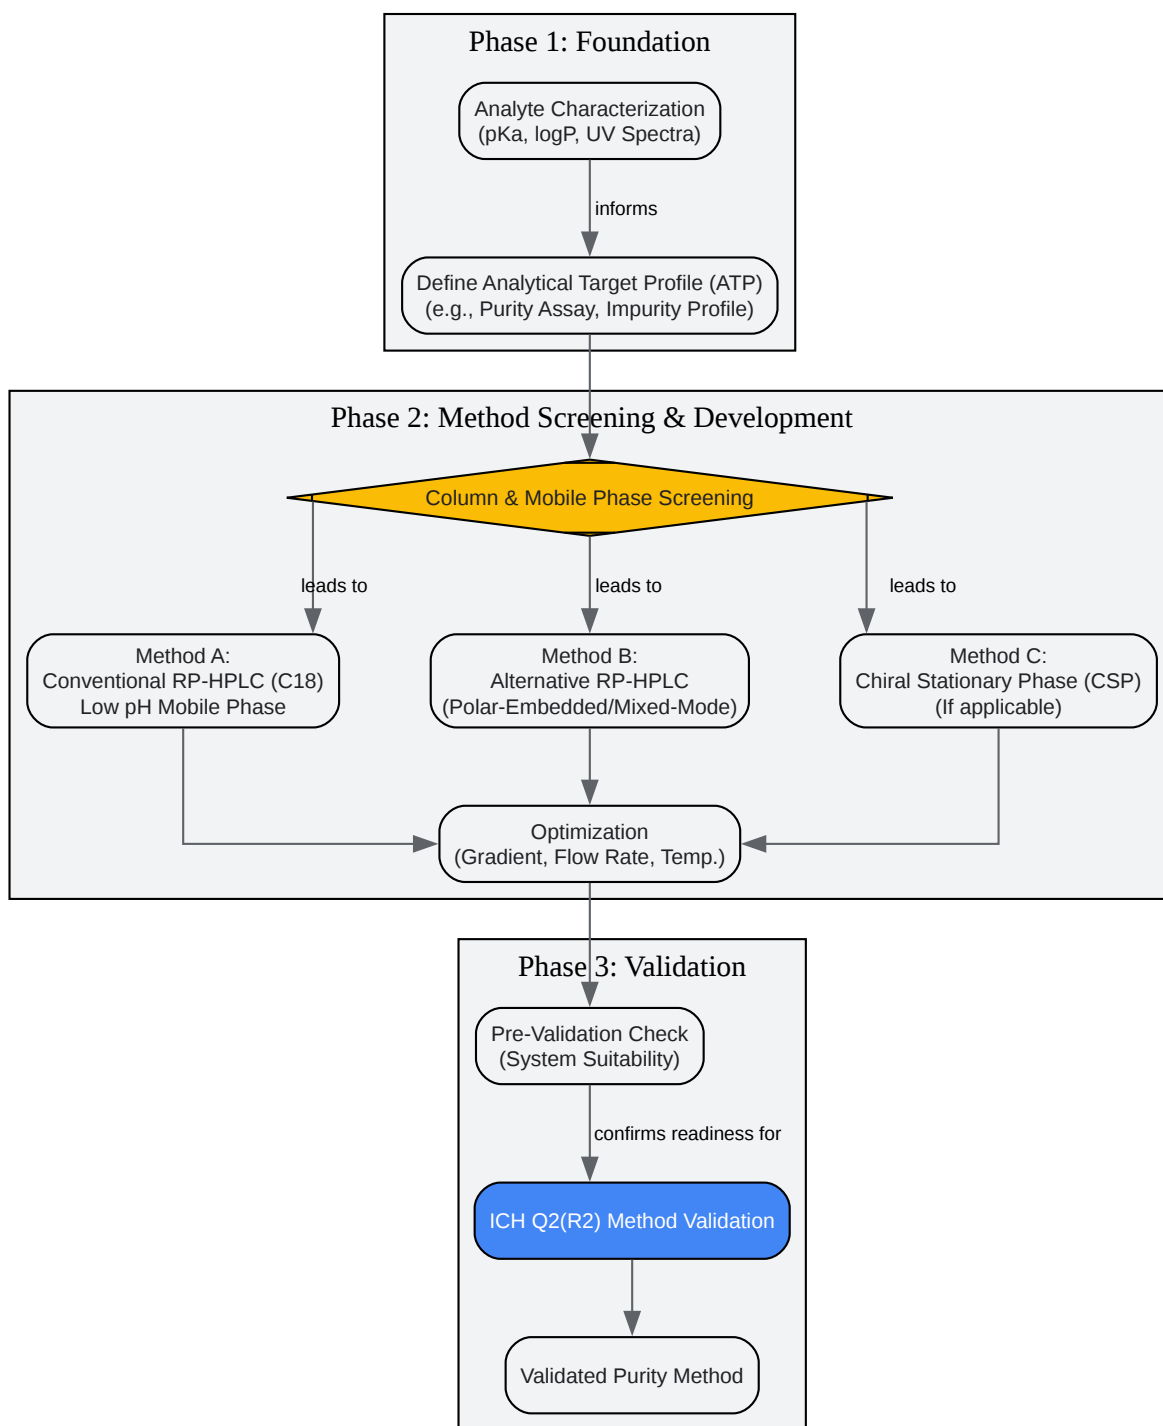 Phase 1: Foundation
Analyte Characterization
(pKa, logP, UV Spectra)
informs
Define Analytical Target Profile (ATP)
(e.g., Purity Assay, Impurity Profile)
Phase 2: Method Screening & Development
Column & Mobile Phase Screening
leads to
leads to
leads to
Method A:
Conventional RP-HPLC (C18)
Low pH Mobile Phase
Method B:
Alternative RP-HPLC
(Polar-Embedded/Mixed-Mode)
Method C:
Chiral Stationary Phase (CSP)
(If applicable)
Optimization
(Gradient, Flow Rate, Temp.)
Phase 3: Validation
Pre-Validation Check
(System Suitability)
confirms readiness for
ICH Q2(R2) Method Validation
Validated Purity Method